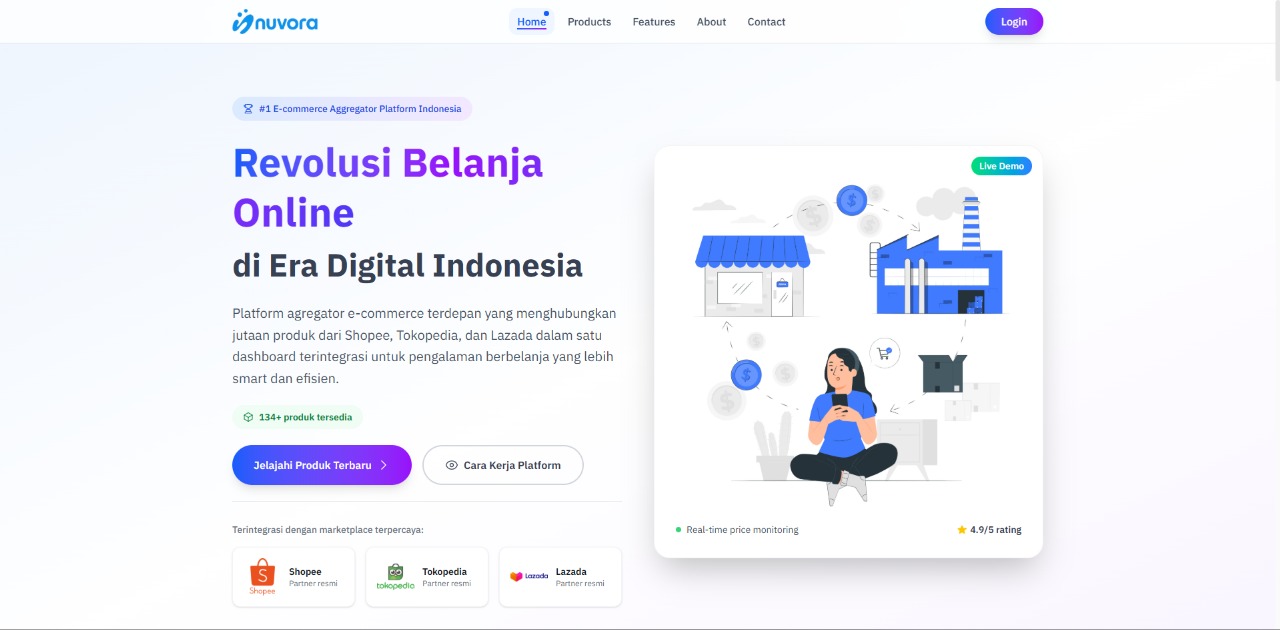 nuvora
Home
Products
Features
About
Contact
Login
#1 E-commerce Aggregator Platform Indonesia
Revolusi Belanja
Online
di Era Digital Indonesia
Platform agregator e-commerce terdepan yang menghubungkan
jutaan produk dari Shopee, Tokopedia, dan Lazada dalam satu
dashboard terintegrasi untuk pengalaman berbelanja yang lebih
smart dan efisien.
134+ produk tersedia
Jelajahi Produk Terbaru
Cara Kerja Platform
Terintegrasi dengan marketplace terpercaya:
Shopee
Shopee
Partner resmi
tokopedia
Tokopedia
Partner resmi
Lazada
Lazada
Partner resmi
Live Demo
Real-time price monitoring
4.9/5 rating